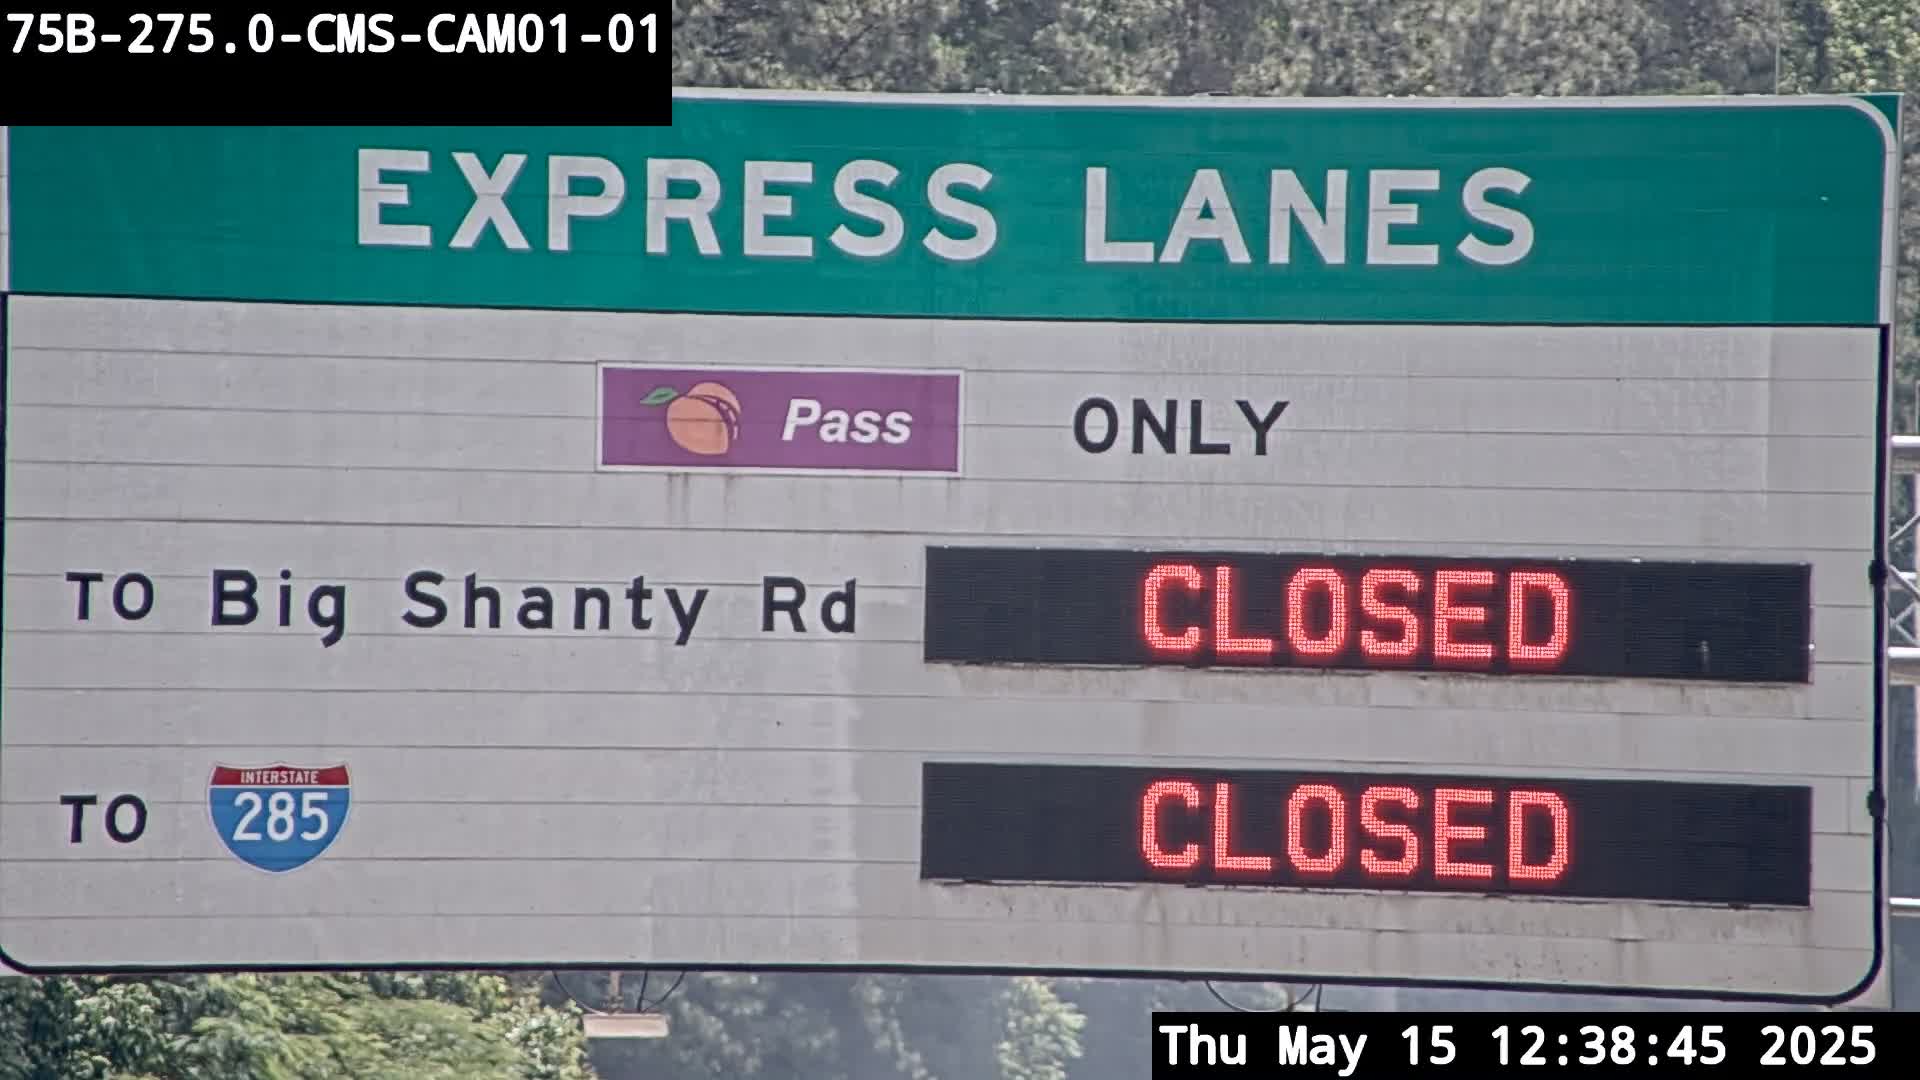 75B-275.0-CMS-CAM01-01
EXPRESS LANES
Pass ONLY
TO Big Shanty Rd CLOSED
TO INTERSTATE 285 CLOSED
Thu May 15 12:38:45 2025